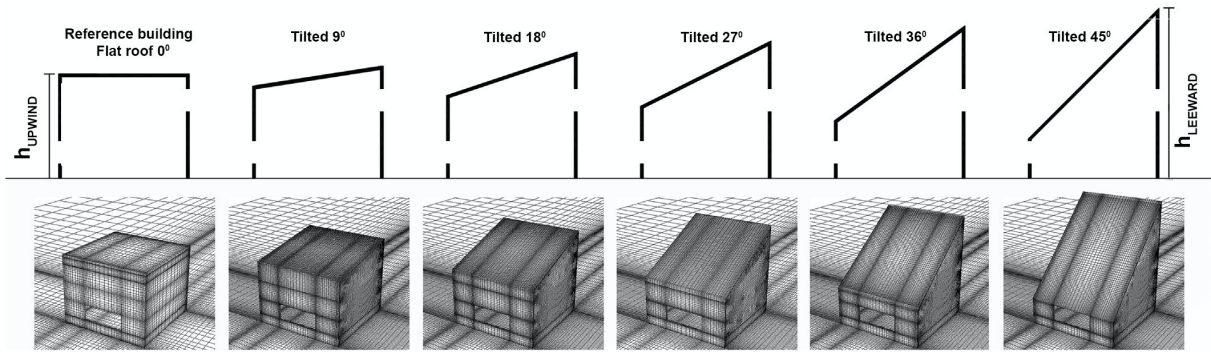 Reference building
Flat roof 0⁰
Tilted 9⁰
Tilted 18⁰
Tilted 27⁰
Tilted 36⁰
Tilted 45⁰
hUPWIND
hLEEWARD